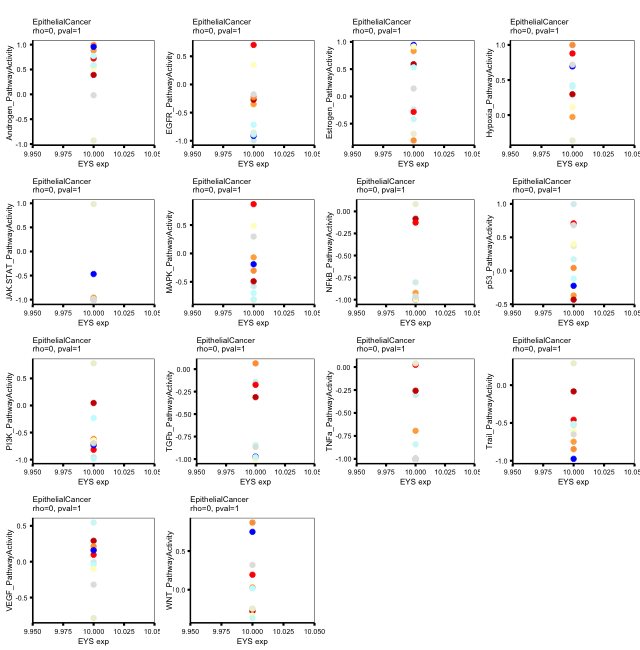 EpithelialCancer
rho=0, pval=1
Androgen_PathwayActivity
1.0
0.5
0.0
-0.5
-1.0
9.950 9.975 10.000 10.025 10.05
EYS exp
EpithelialCancer
rho=0, pval=1
EGFR_PathwayActivity
0.5
0.0
-0.5
-1.0
9.950 9.975 10.000 10.025 10.05
EYS exp
EpithelialCancer
rho=0, pval=1
Estrogen_PathwayActivity
1.0
0.5
0.0
-0.5
9.950 9.975 10.000 10.025 10.05
EYS exp
EpithelialCancer
rho=0, pval=1
Hypoxia_PathwayActivity
1.0
0.5
0.0
9.950 9.975 10.000 10.025 10.05
EYS exp
EpithelialCancer
rho=0, pval=1
JAK.STAT_PathwayActivity
1.0
0.5
0.0
-0.5
-1.0
9.950 9.975 10.000 10.025 10.05
EYS exp
EpithelialCancer
rho=0, pval=1
MAPK_PathwayActivity
0.5
0.0
-0.5
9.950 9.975 10.000 10.025 10.05
EYS exp
EpithelialCancer
rho=0, pval=1
NFkB_PathwayActivity
0.00
-0.25
-0.50
-0.75
-1.00
9.950 9.975 10.000 10.025 10.05
EYS exp
EpithelialCancer
rho=0, pval=1
p53_PathwayActivity
1.0
0.5
0.0
-0.5
9.950 9.975 10.000 10.025 10.05
EYS exp
EpithelialCancer
rho=0, pval=1
PI3K_PathwayActivity
0.5
0.0
-0.5
-1.0
9.950 9.975 10.000 10.025 10.05
EYS exp
EpithelialCancer
rho=0, pval=1
TGFb_PathwayActivity
0.00
-0.25
-0.50
-0.75
-1.00
9.950 9.975 10.000 10.025 10.05
EYS exp
EpithelialCancer
rho=0, pval=1
TNFa_PathwayActivity
0.00
-0.25
-0.50
-0.75
-1.00
9.950 9.975 10.000 10.025 10.05
EYS exp
EpithelialCancer
rho=0, pval=1
Trail_PathwayActivity
0.0
-0.5
-1.0
9.950 9.975 10.000 10.025 10.05
EYS exp
EpithelialCancer
rho=0, pval=1
VEGF_PathwayActivity
0.5
0.0
-0.5
9.950 9.975 10.000 10.025 10.05
EYS exp
EpithelialCancer
rho=0, pval=1
WNT_PathwayActivity
0.5
0.0
9.950 9.975 10.000 10.025 10.050
EYS exp